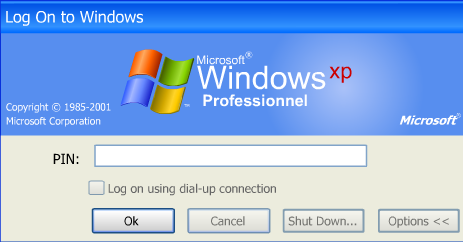 Log On to Windows
Microsoft®
Windows xp
Professionnel
Copyright © 1985-2001
Microsoft Corporation
Microsoft®
PIN:
Log on using dial-up connection
Ok Cancel Shut Down... Options <<